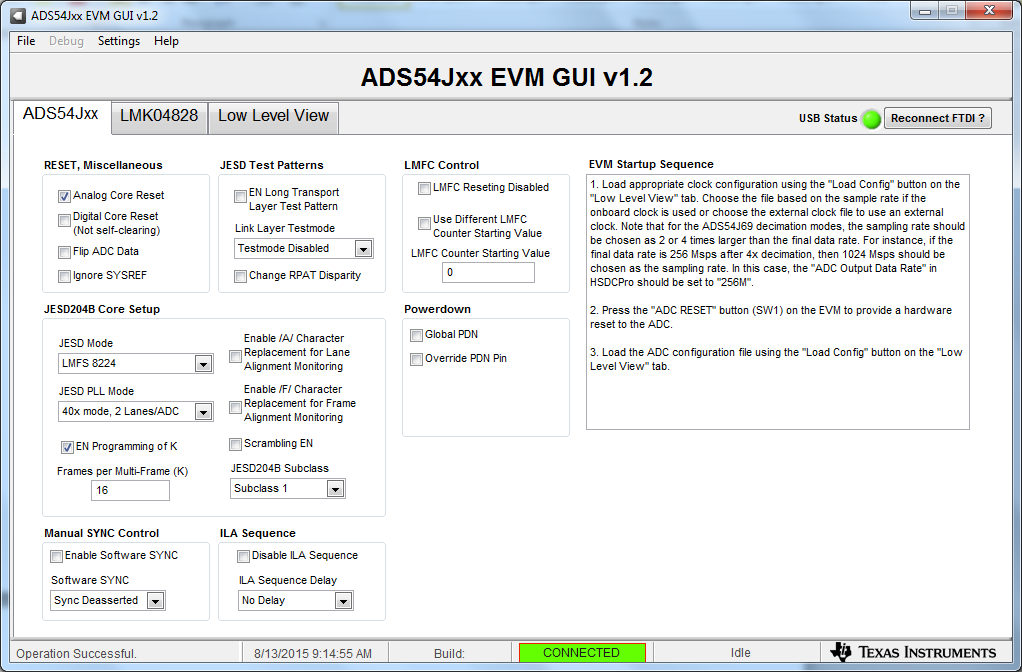 ADS54Jxx EVM GUI v1.2
File Debug Settings Help
ADS54Jxx EVM GUI v1.2
ADS54Jxx LMK04828 Low Level View
USB Status Reconnect FTDI ?
RESET, Miscellaneous
Analog Core Reset
Digital Core Reset
(Not self-clearing)
Flip ADC Data
Ignore SYSREF
JESD Test Patterns
EN Long Transport
Layer Test Pattern
Link Layer Testmode
Testmode Disabled
Change RPAT Disparity
LMFC Control
LMFC Reseting Disabled
Use Different LMFC
Counter Starting Value
LMFC Counter Starting Value
0
EVM Startup Sequence
1. Load appropriate clock configuration using the "Load Config" button on the
"Low Level View" tab. Choose the file based on the sample rate if the
onboard clock is used or choose the external clock file to use an external
clock. Note that for the ADS54J69 decimation modes, the sampling rate should
be chosen as 2 or 4 times larger than the final data rate. For instance, if the
final data rate is 256 Msps after 4x decimation, then 1024 Msps should be
chosen as the sampling rate. In this case, the "ADC Output Data Rate" in
HSDCPro should be set to "256M".
2. Press the "ADC RESET" button (SW1) on the EVM to provide a hardware
reset to the ADC.
3. Load the ADC configuration file using the "Load Config" button on the "Low
Level View" tab.
JESD204B Core Setup
JESD Mode
LMFS 8224
JESD PLL Mode
40x mode, 2 Lanes/ADC
EN Programming of K
Frames per Multi-Frame (K)
16
Enable /A/ Character
Replacement for Lane
Alignment Monitoring
Enable /F/ Character
Replacement for Frame
Alignment Monitoring
Scrambling EN
JESD204B Subclass
Subclass 1
Powerdown
Global PDN
Override PDN Pin
Manual SYNC Control
Enable Software SYNC
Software SYNC
Sync Deasserted
ILA Sequence
Disable ILA Sequence
ILA Sequence Delay
No Delay
Operation Successful. 8/13/2015 9:14:55 AM Build: CONNECTED Idle TEXAS INSTRUMENTS